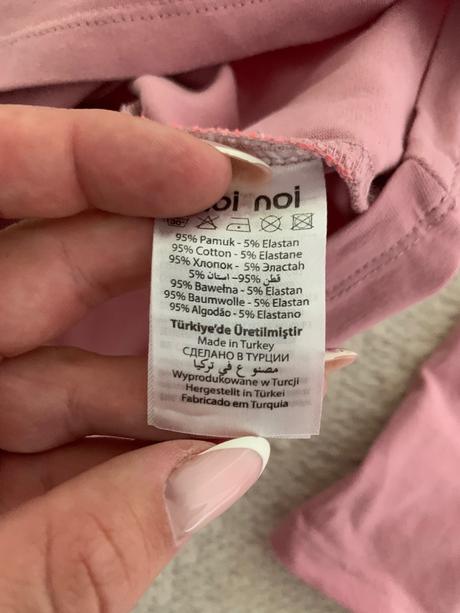 noi
95% Pamuk - 5% Elastan
95% Cotton - 5% Elastane
95% Хлопок - 5% Эластан
قطن 95%– استان 5%
95% Bawełna - 5% Elastan
95% Baumwolle - 5% Elastan
95% Algodão - 5% Elastano
Türkiye'de Üretilmiştir
Made in Turkey
СДЕЛАНО В ТУРЦИИ
مصنوع في تركيا
Wyprodukowane w Turcji
Hergestellt in Türkei
Fabricado em Turquia